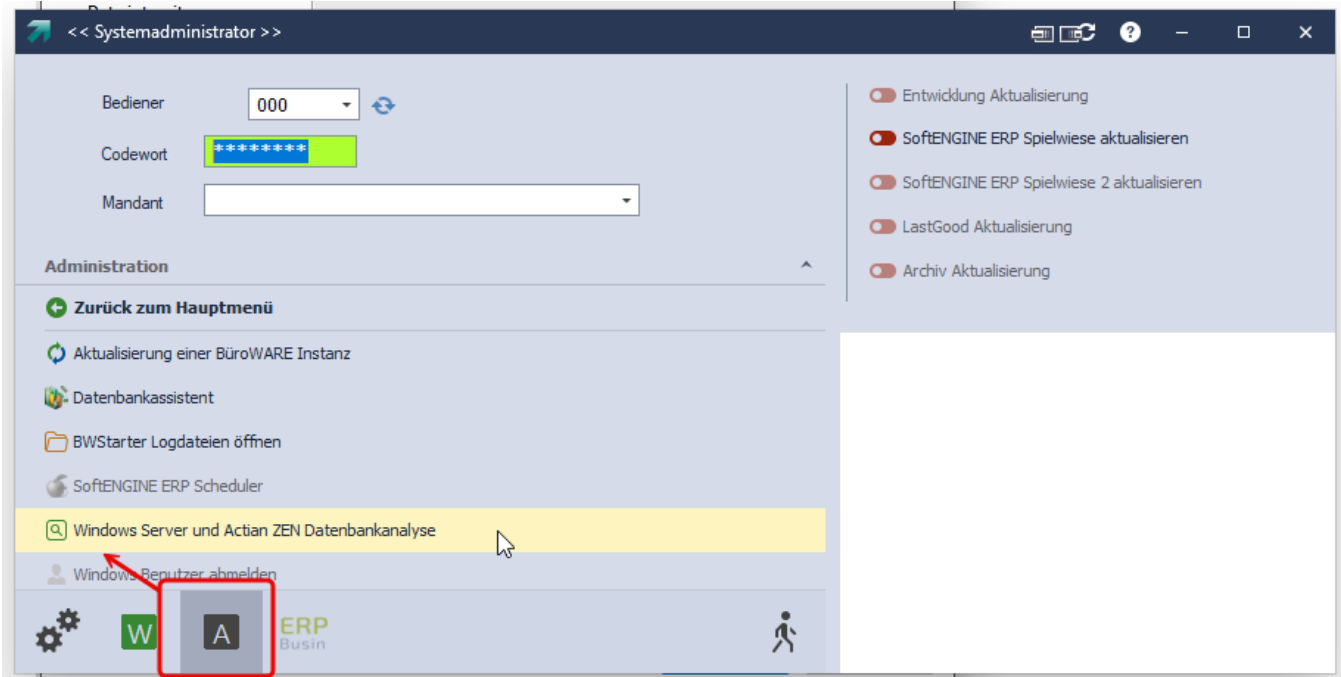 << Systemadministrator >>
Bediener
000
Codewort
********
Mandant
Administration
Zurück zum Hauptmenü
Aktualisierung einer BüroWARE Instanz
Datenbankassistent
BWStarter Logdateien öffnen
SoftENGINE ERP Scheduler
Windows Server und Actian ZEN Datenbankanalyse
Windows Benutzer abmelden
W
A
ERP
Busin
Entwicklung Aktualisierung
SoftENGINE ERP Spielwiese aktualisieren
SoftENGINE ERP Spielwiese 2 aktualisieren
LastGood Aktualisierung
Archiv Aktualisierung